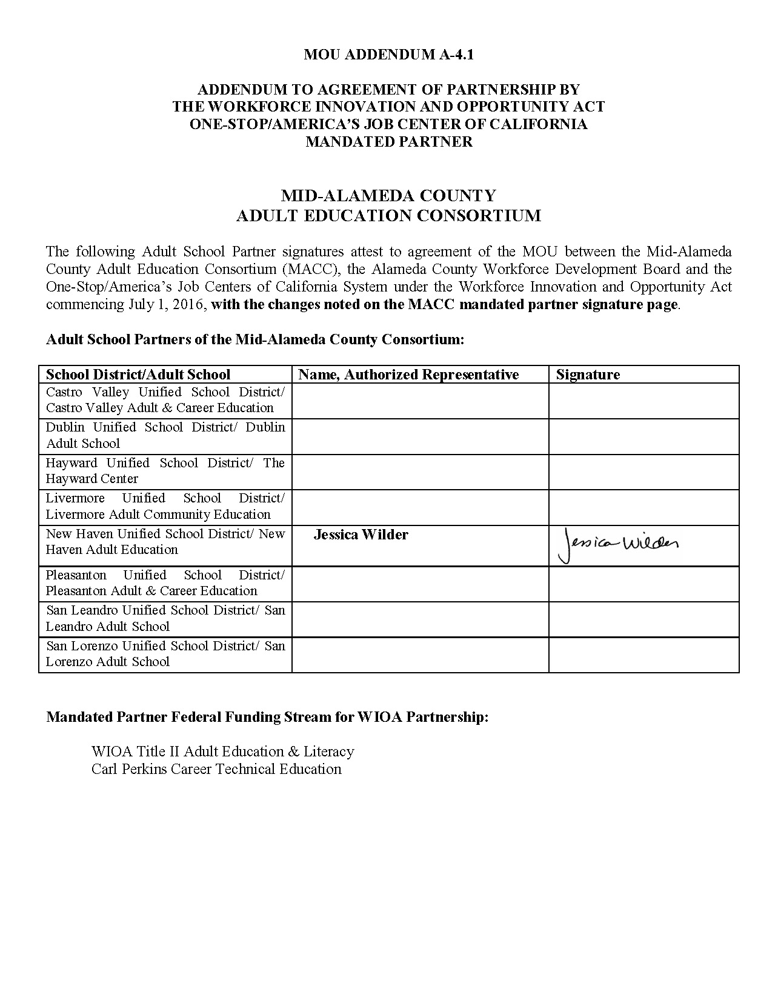 MOU ADDENDUM A-4.1
ADDENDUM TO AGREEMENT OF PARTNERSHIP BY
THE WORKFORCE INNOVATION AND OPPORTUNITY ACT
ONE-STOP/AMERICA’S JOB CENTER OF CALIFORNIA
MANDATED PARTNER
MID-ALAMEDA COUNTY
ADULT EDUCATION CONSORTIUM
The following Adult School Partner signatures attest to agreement of the MOU between the Mid-Alameda
County Adult Education Consortium (MACC), the Alameda County Workforce Development Board and the
One-Stop/America’s Job Centers of California System under the Workforce Innovation and Opportunity Act
commencing July 1, 2016, with the changes noted on the MACC mandated partner signature page.
Adult School Partners of the Mid-Alameda County Consortium:
School District/Adult School Name, Authorized Representative Signature
Castro Valley Unified School District/
Castro Valley Adult & Career Education
Dublin Unified School District/ Dublin
Adult School
Hayward Unified School District/ The
Hayward Center
Livermore Unified School District/
Livermore Adult Community Education
New Haven Unified School District/ New
Haven Adult Education
Jessica Wilder
Jessica Wilder
Pleasanton Unified School District/
Pleasanton Adult & Career Education
San Leandro Unified School District/ San
Leandro Adult School
San Lorenzo Unified School District/ San
Lorenzo Adult School
Mandated Partner Federal Funding Stream for WIOA Partnership:
WIOA Title II Adult Education & Literacy
Carl Perkins Career Technical Education